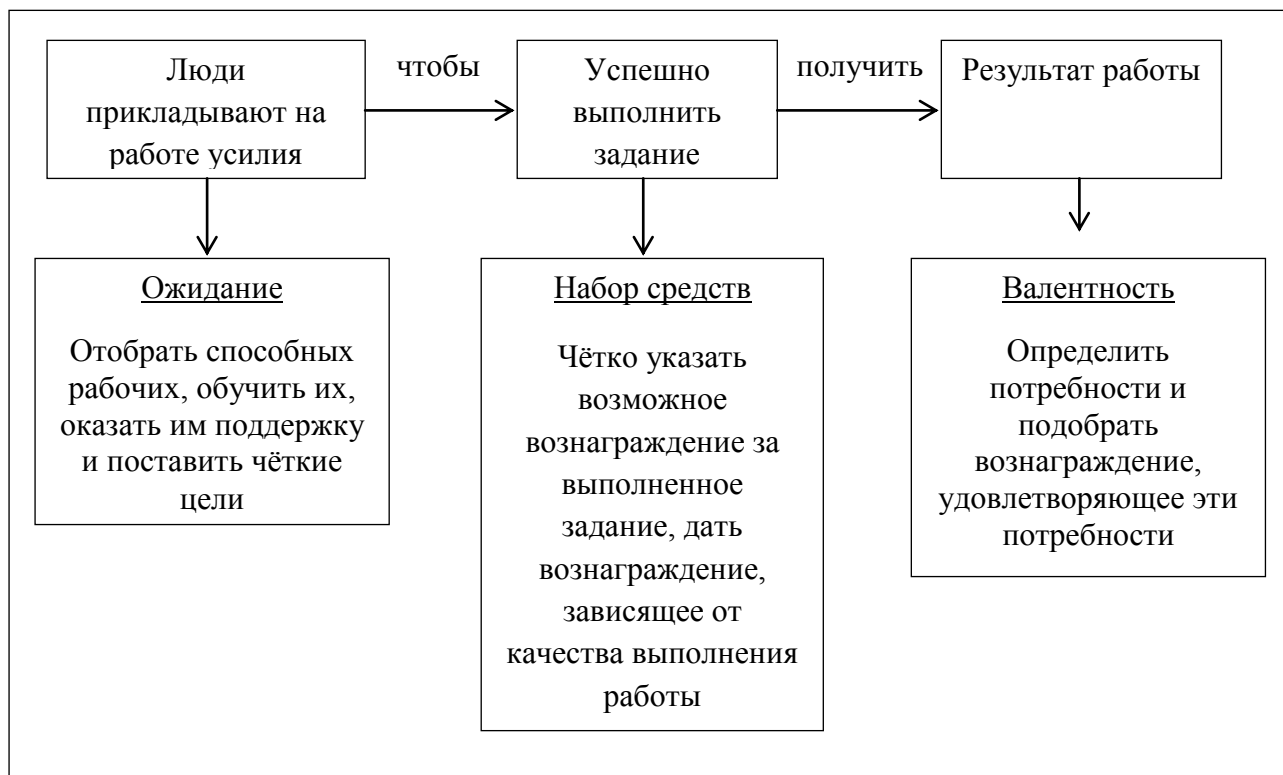 Люди
прикладывают на
работе усилия
чтобы
Успешно
выполнить
задание
получить
Результат работы
Ожидание
Отобрать способных
рабочих, обучить их,
оказать им поддержку
и поставить чёткие
цели
Набор средств
Чётко указать
возможное
вознаграждение за
выполненное
задание, дать
вознаграждение,
зависящее от
качества выполнения
работы
Валентность
Определить
потребности и
подобрать
вознаграждение,
удовлетворяющее эти
потребности